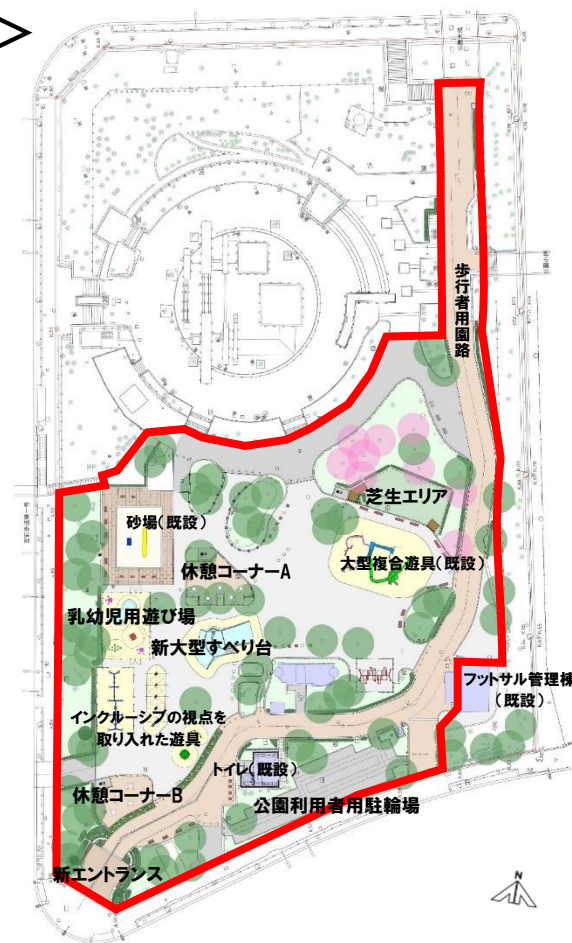 歩行者用園路
芝生エリア
砂場(既設)
大型複合遊具(既設)
休憩コーナーA
乳幼児用遊び場
新大型すべり台
フットサル管理棟
(既設)
インクルーシブの視点を
取り入れた遊具
トイレ(既設)
休憩コーナーB
公園利用者用駐輪場
新エントランス
N